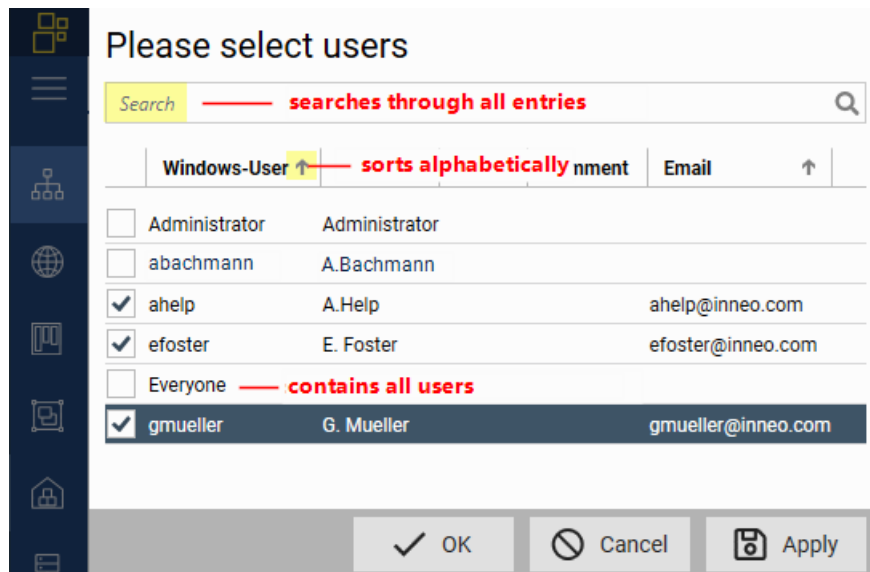 Please select users
Search searches through all entries
Windows-User sorts alphabetically nment Email
Administrator Administrator
abachmann A.Bachmann
ahelp A.Help ahelp@inneo.com
efoster E. Foster efoster@inneo.com
Everyone contains all users
gmueller G. Mueller gmueller@inneo.com
OK Cancel Apply